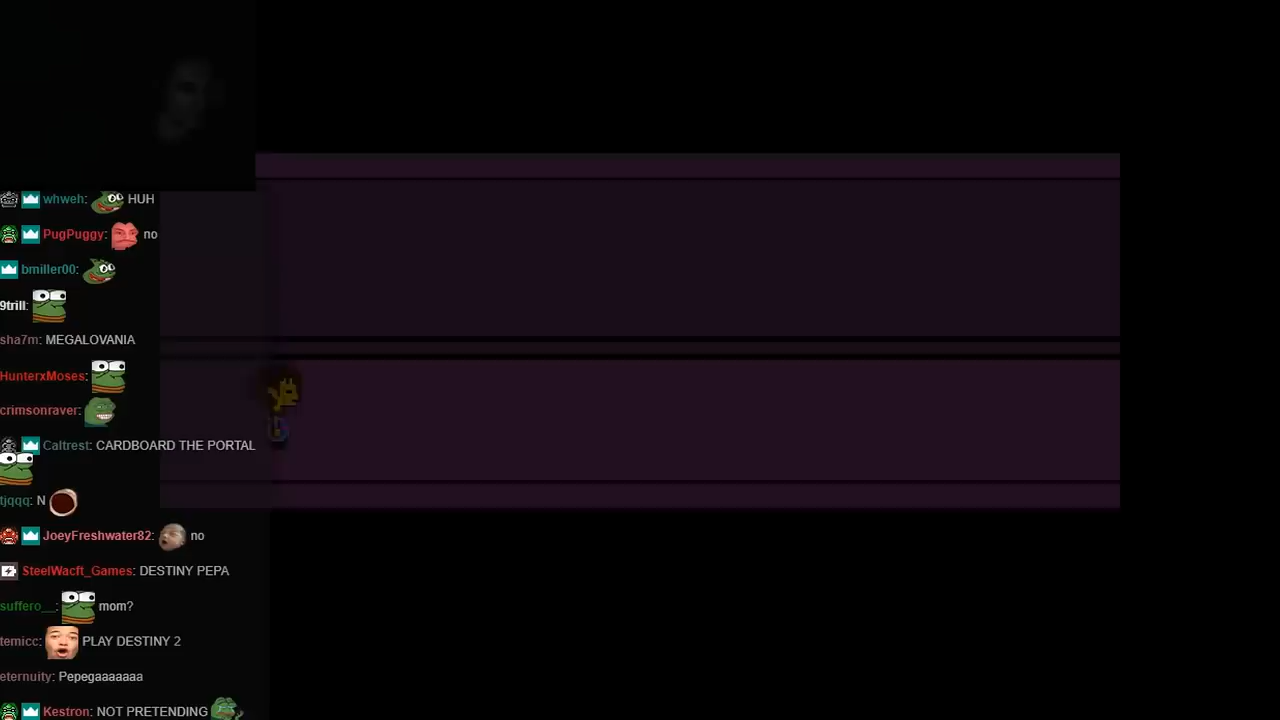 whweh: HUH
PugPuggy: no
bmiller00:
9trill:
sha7m: MEGALOVANIA
HunterxMoses:
crimsonraver:
Caltrest: CARDBOARD THE PORTAL
tjqqq: N
JoeyFreshwater82: no
SteelWacft_Games: DESTINY PEPA
suffero__: mom?
temicc: PLAY DESTINY 2
eternuity: Pepegaaaaaaa
Kestron: NOT PRETENDING